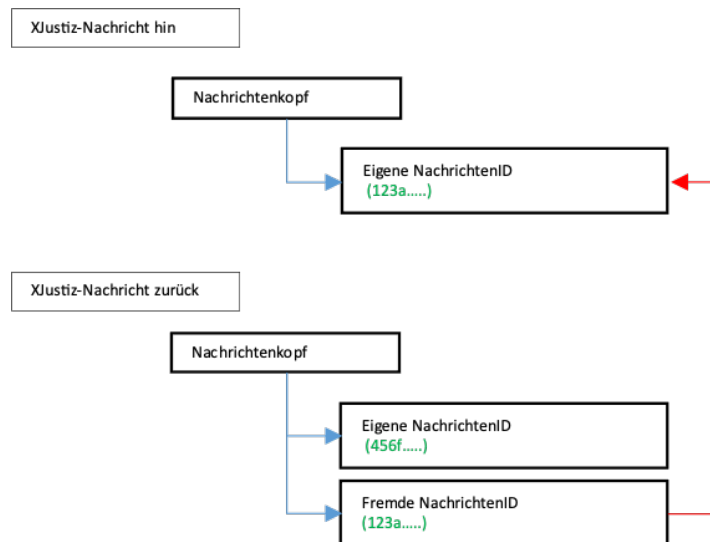 XJustiz-Nachricht hin
Nachrichtenkopf
Eigene NachrichtenID
(123a.....)
XJustiz-Nachricht zurück
Nachrichtenkopf
Eigene NachrichtenID
(456f.....)
Fremde NachrichtenID
(123a.....)